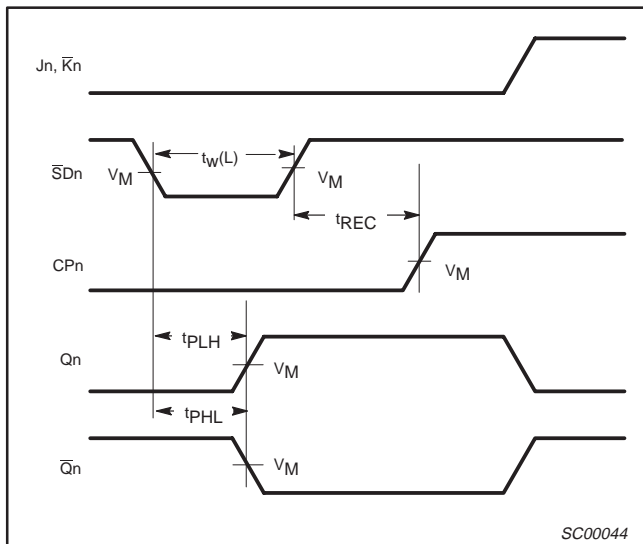 Jn, K̅n
S̅Dn
VM
tw(L)
VM
tREC
CPn
VM
tPLH
Qn
VM
tPHL
Q̅n
VM
SC00044